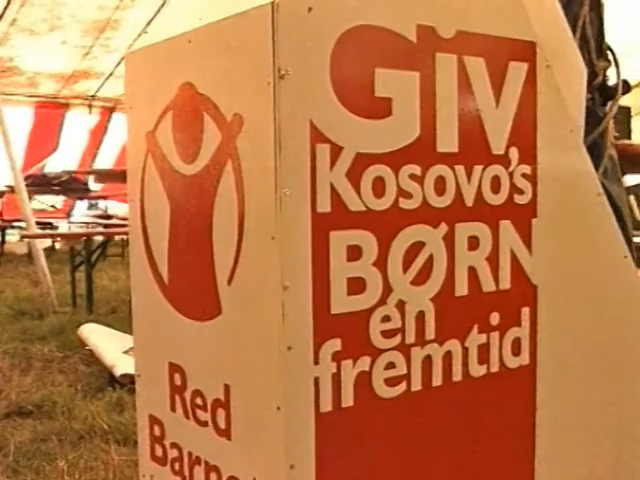 Red
GIV
Kosovo's
BØRN
en
fremtid